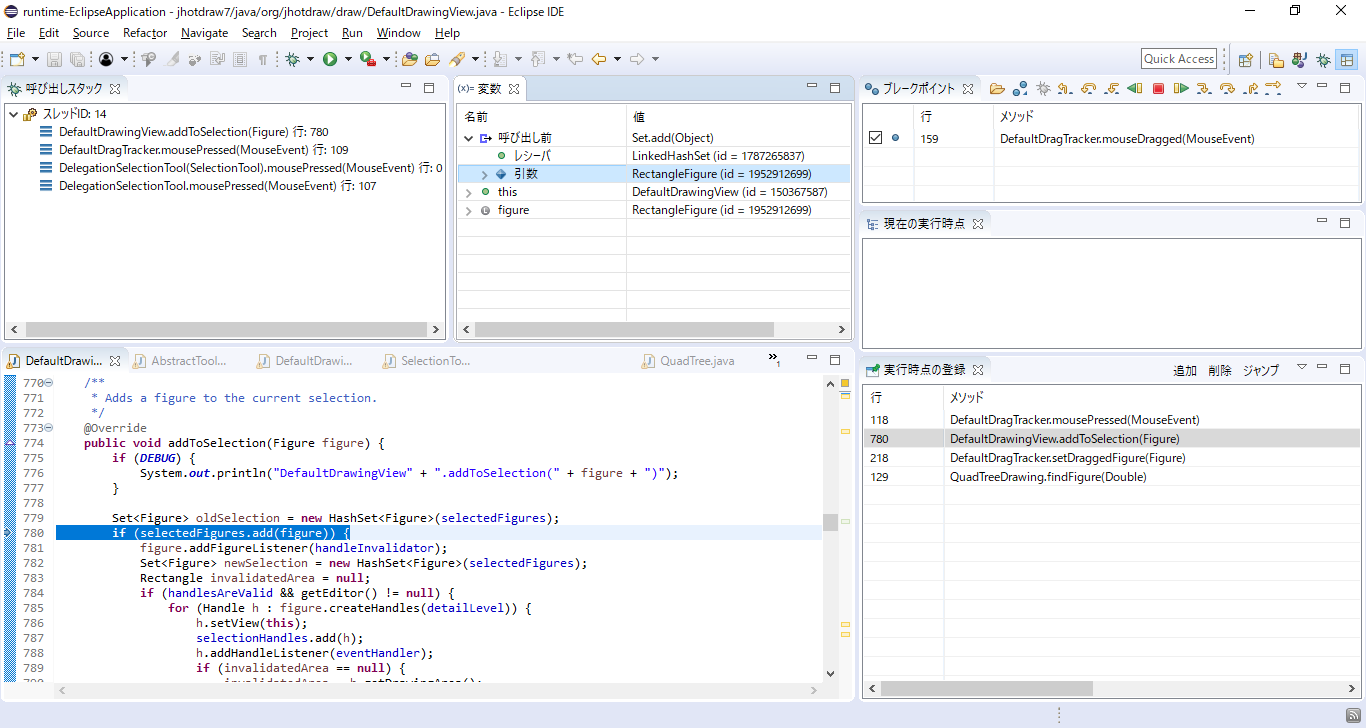 runtime-EclipseApplication - jhotdraw7/java/org/jhotdraw/draw/DefaultDrawingView.java - Eclipse IDE
File Edit Source Refactor Navigate Search Project Run Window Help
Quick Access
呼び出しスタック
スレッドID: 14
DefaultDrawingView.addToSelection(Figure) 行: 780
DefaultDragTracker.mousePressed(MouseEvent) 行: 109
DelegationSelectionTool(SelectionTool).mousePressed(MouseEvent) 行: 0
DelegationSelectionTool.mousePressed(MouseEvent) 行: 107
(x)= 変数
名前 値
呼び出し前 Set.add(Object)
レシーバ LinkedHashSet (id = 1787265837)
引数 RectangleFigure (id = 1952912699)
this DefaultDrawingView (id = 150367587)
figure RectangleFigure (id = 1952912699)
ブレークポイント
行 メソッド
159 DefaultDragTracker.mouseDragged(MouseEvent)
現在の実行時点
実行時点の登録 追加 削除 ジャンプ
行 メソッド
118 DefaultDragTracker.mousePressed(MouseEvent)
780 DefaultDrawingView.addToSelection(Figure)
218 DefaultDragTracker.setDraggedFigure(Figure)
129 QuadTreeDrawing.findFigure(Double)
DefaultDrawi... AbstractTool... DefaultDrawi... SelectionTo... QuadTree.java »1
770 /**
771 * Adds a figure to the current selection.
772 */
773 @Override
774 public void addToSelection(Figure figure) {
775 if (DEBUG) {
776 System.out.println("DefaultDrawingView" + ".addToSelection(" + figure + ")");
777 }
778
779 Set<Figure> oldSelection = new HashSet<Figure>(selectedFigures);
780 if (selectedFigures.add(figure)) {
781 figure.addFigureListener(handleInvalidator);
782 Set<Figure> newSelection = new HashSet<Figure>(selectedFigures);
783 Rectangle invalidatedArea = null;
784 if (handlesAreValid && getEditor() != null) {
785 for (Handle h : figure.createHandles(detailLevel)) {
786 h.setView(this);
787 selectionHandles.add(h);
788 h.addHandleListener(eventHandler);
789 if (invalidatedArea == null) {